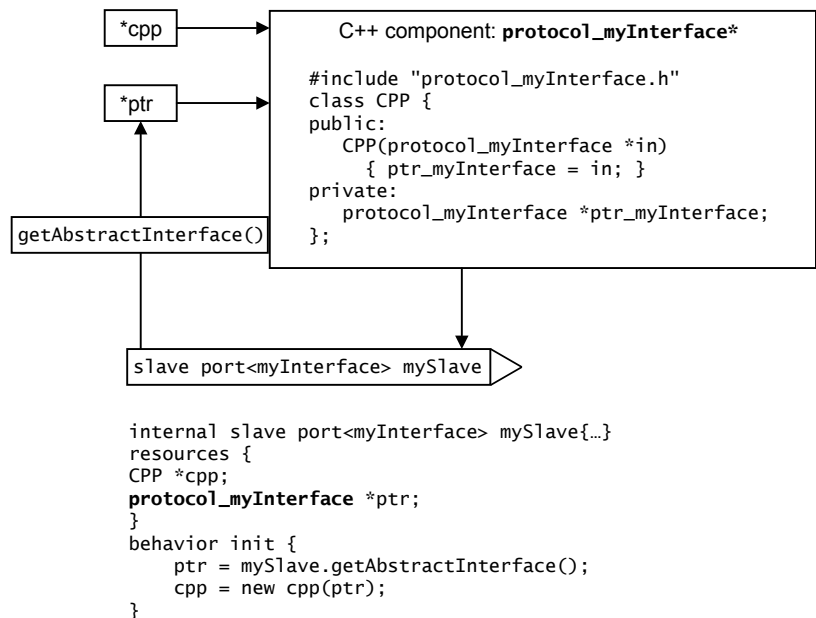 *cpp
C++ component: protocol_myInterface*
*ptr
#include "protocol_myInterface.h"
class CPP {
public:
CPP(protocol_myInterface *in)
{ ptr_myInterface = in; }
private:
protocol_myInterface *ptr_myInterface;
};
getAbstractInterface()
slave port<myInterface> mySlave
internal slave port<myInterface> mySlave{…}
resources {
CPP *cpp;
protocol_myInterface *ptr;
}
behavior init {
ptr = mySlave.getAbstractInterface();
cpp = new cpp(ptr);
}